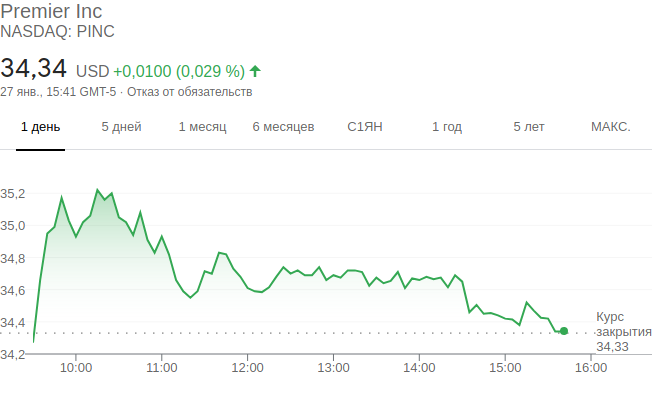 Premier Inc
NASDAQ: PINC
34,34 USD +0,0100 (0,029 %)
27 янв., 15:41 GMT-5 · Отказ от обязательств
1 день 5 дней 1 месяц 6 месяцев С1ЯН 1 год 5 лет МАКС.
35,2
35,0
34,8
34,6
34,4
34,2
Курс
закрытия
34,33
10:00 11:00 12:00 13:00 14:00 15:00 16:00